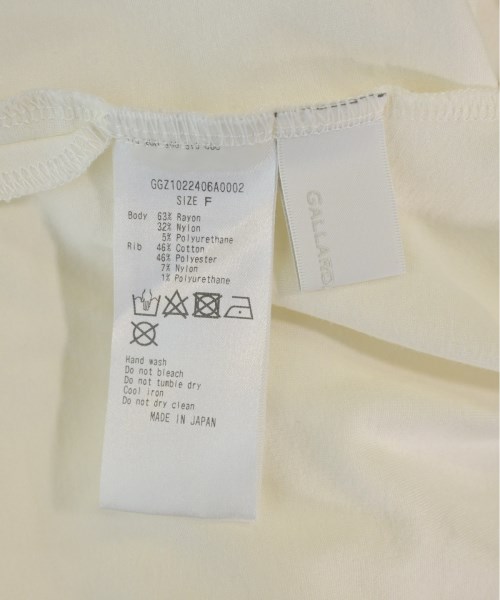 GGZ1022406A0002
SIZE F
Body 63% Rayon
32% Nylon
5% Polyurethane
Rib 46% Cotton
46% Polyester
7% Nylon
1% Polyurethane
Hand wash
Do not bleach
Do not tumble dry
Cool iron
Do not dry clean
MADE IN JAPAN